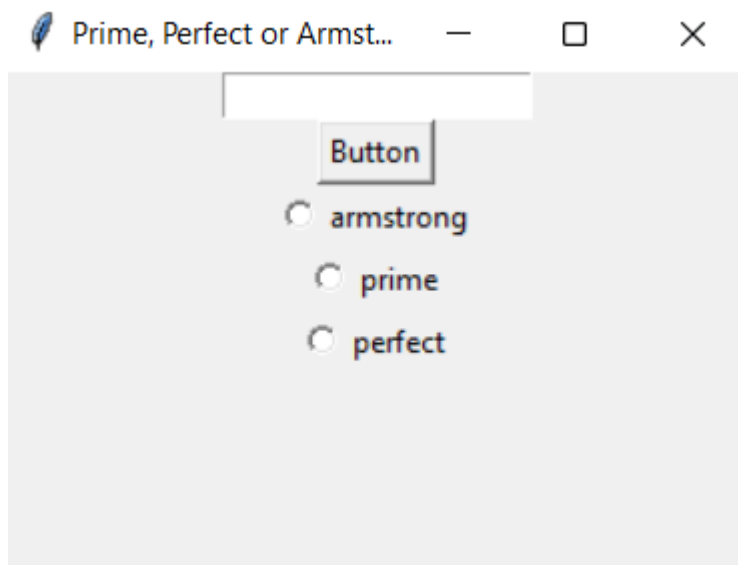 Prime, Perfect or Armst...
Button
armstrong
prime
perfect